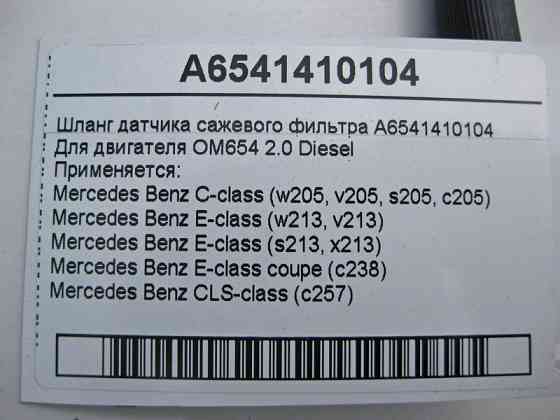 A6541410104
Шланг датчика сажевого фильтра A6541410104
Для двигателя OM654 2.0 Diesel
Применяется:
Mercedes Benz C-class (w205, v205, s205, c205)
Mercedes Benz E-class (w213, v213)
Mercedes Benz E-class (s213, x213)
Mercedes Benz E-class coupe (c238)
Mercedes Benz CLS-class (c257)